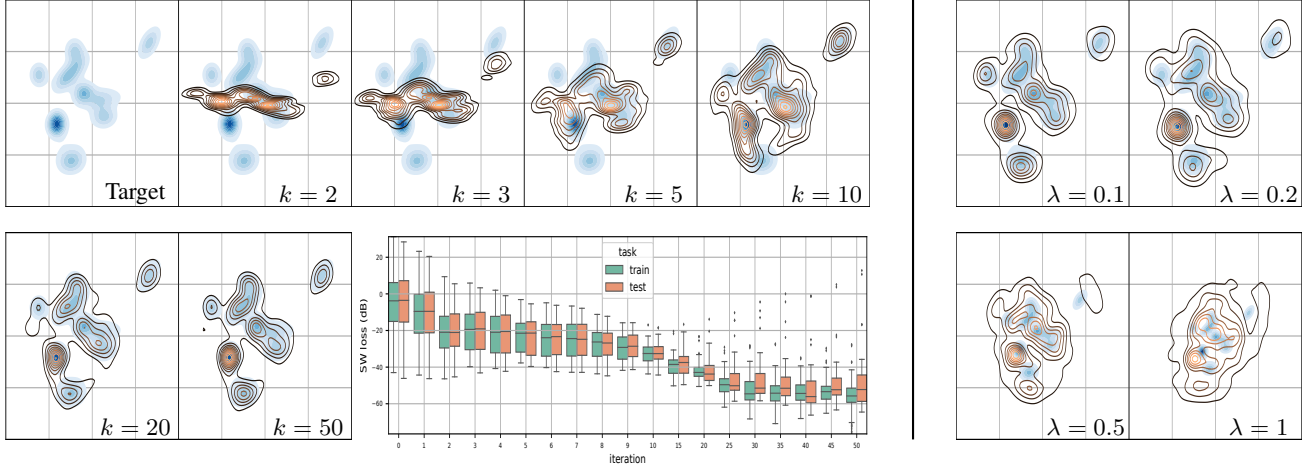 Target
k = 2
k = 3
k = 5
k = 10
λ = 0.1
λ = 0.2
k = 20
k = 50
SW loss (dB)
20
0
−20
−40
−60
task
train
test
0 1 2 3 4 5 6 7 8 9 10 15 20 25 30 35 40 45 50
iteration
λ = 0.5
λ = 1